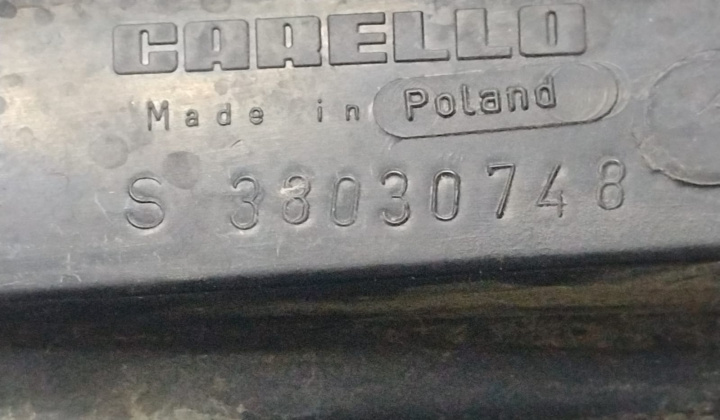 CARELLO
Made in Poland
S 38030748